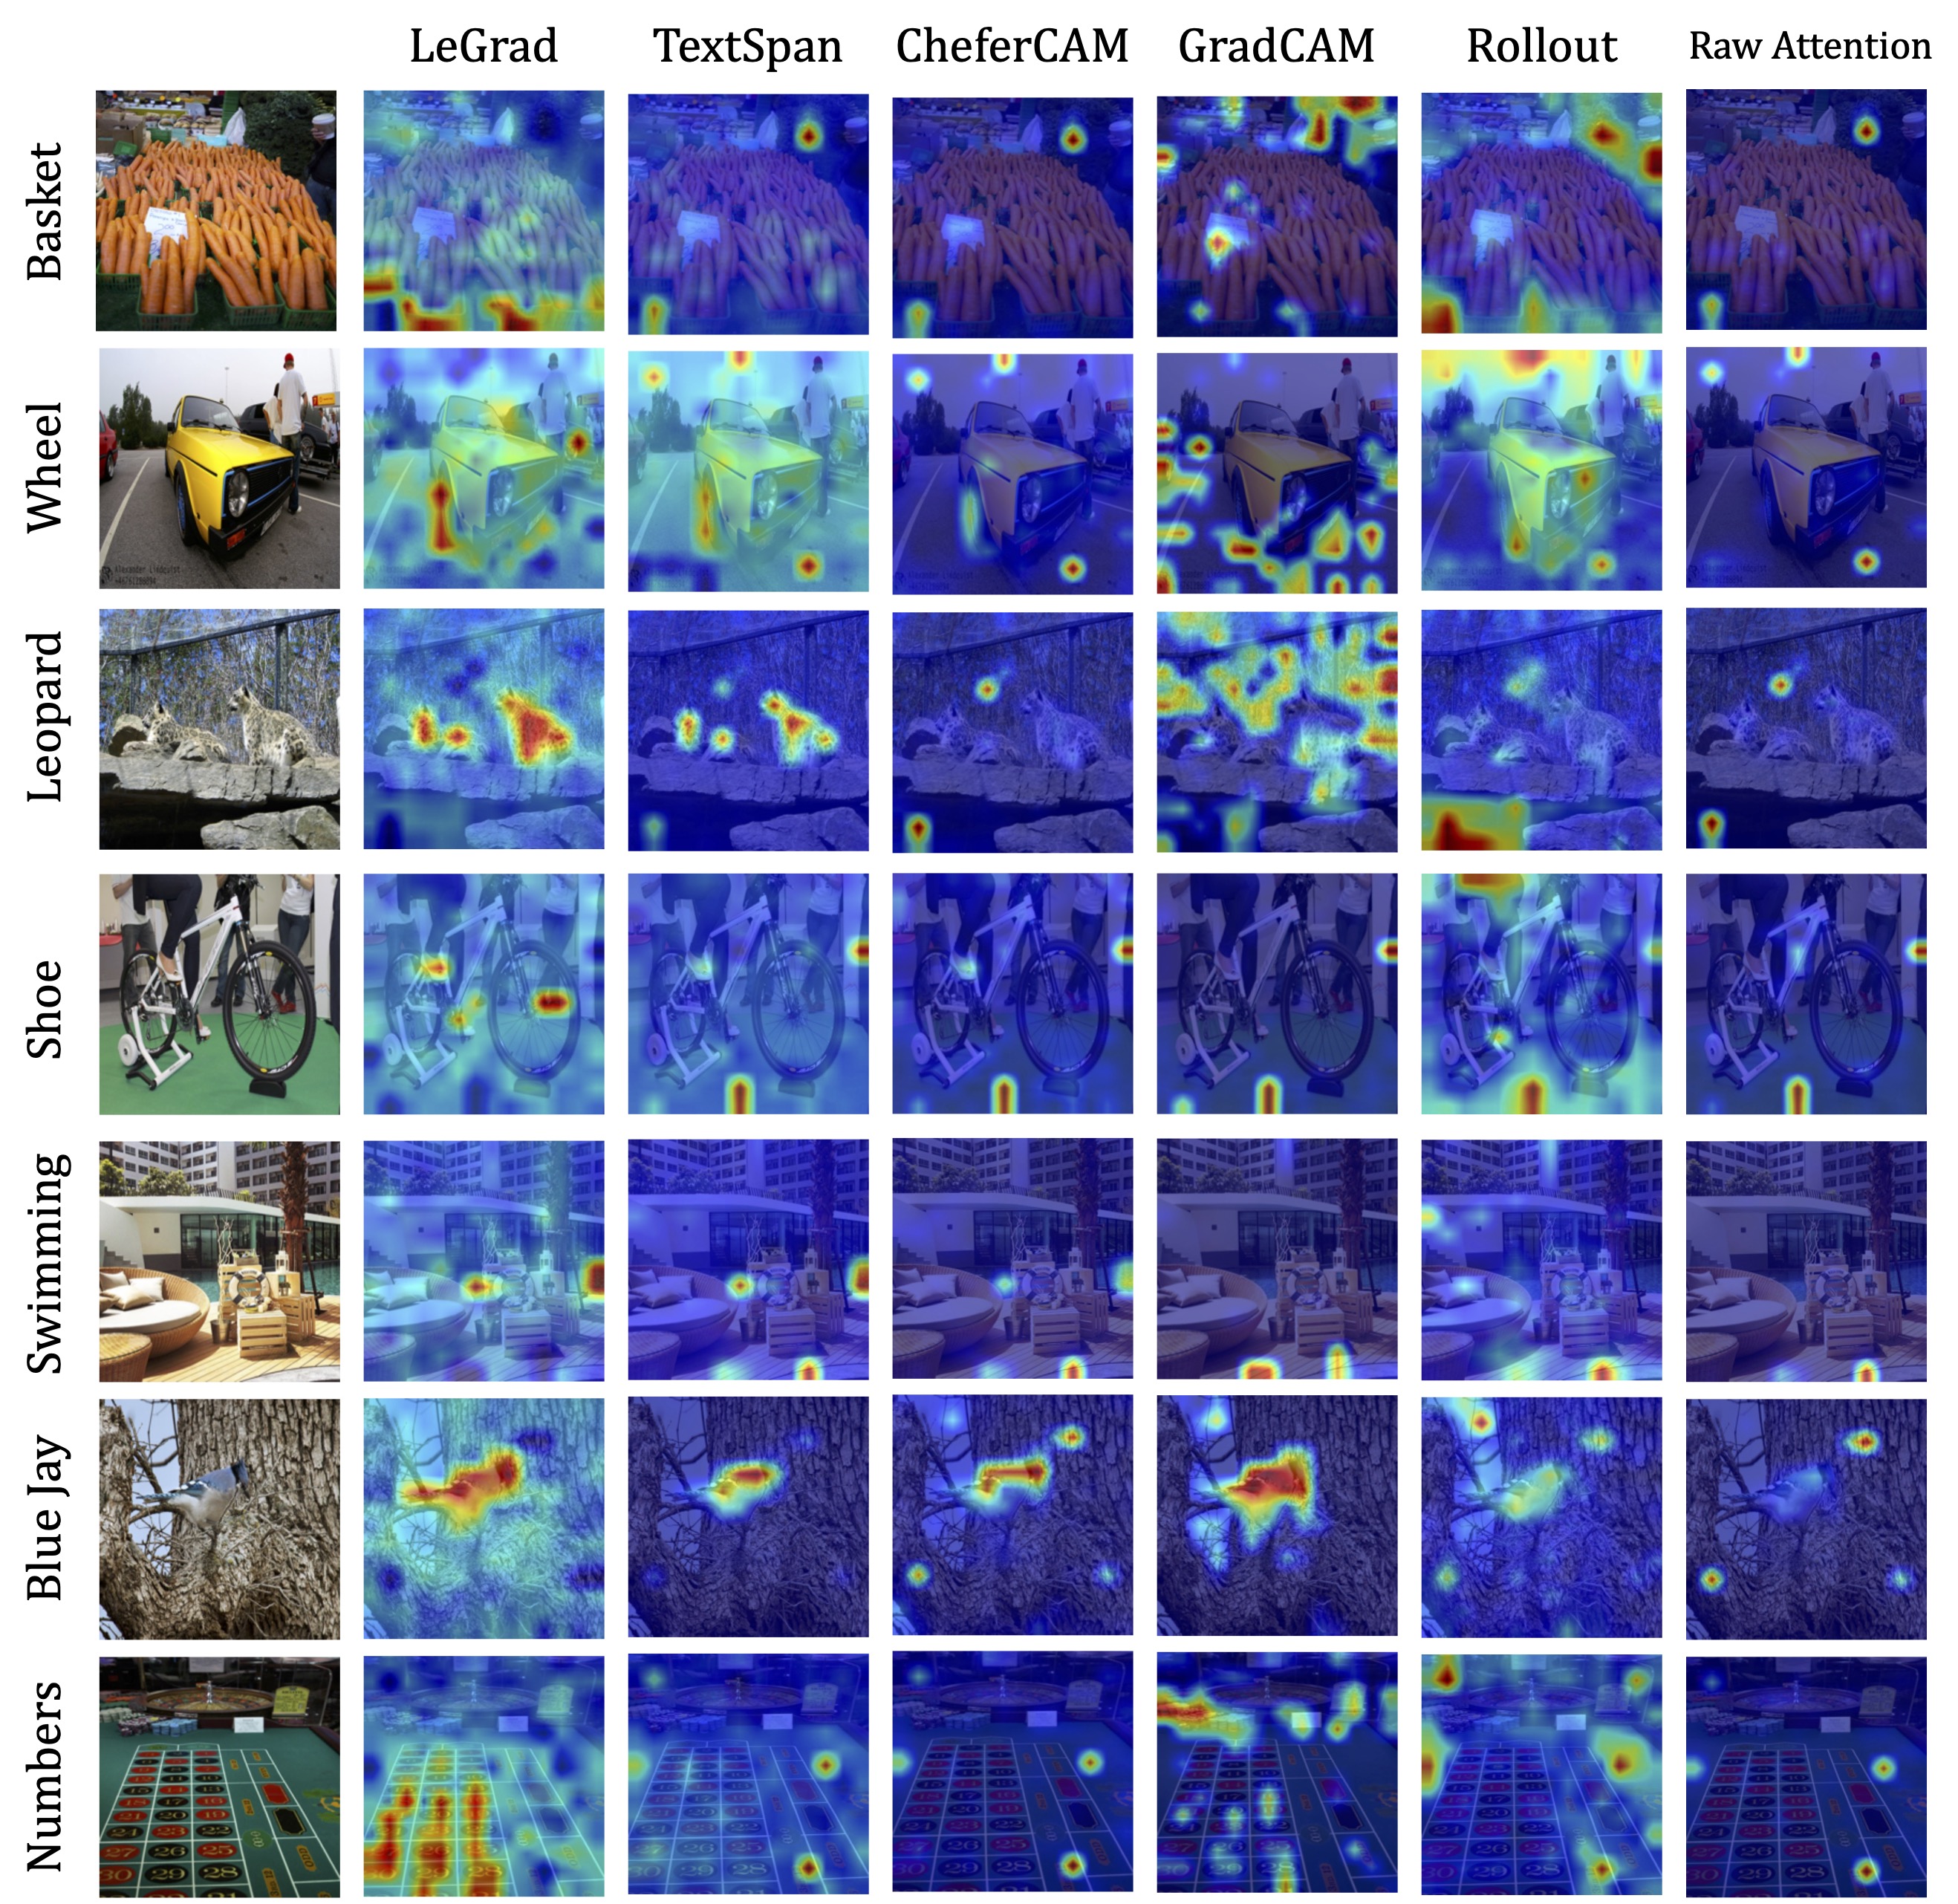 LeGrad TextSpan CheferCAM GradCAM Rollout Raw Attention
Basket
Wheel
Leopard
Shoe
Swimming
Blue Jay
Numbers